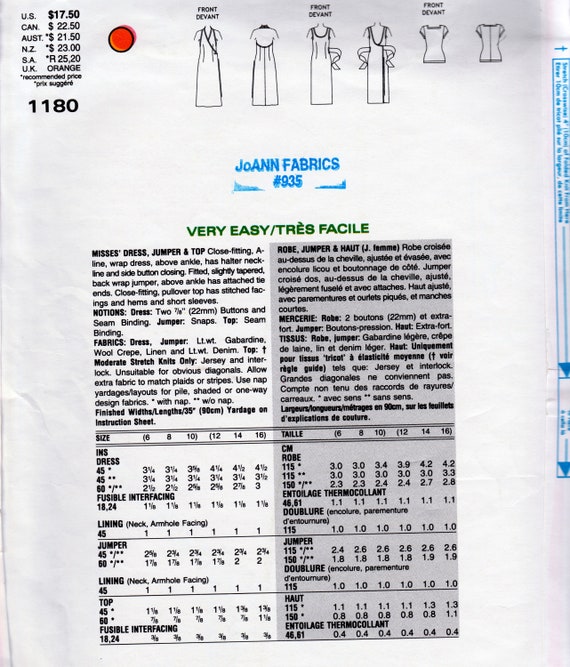 U.S. $17.50
CAN. $ 22.50
AUST.* $ 21.50
N.Z. *$ 23.00
S.A. *R 25,20
U.K. ORANGE
*recommended price
*prix suggéré
1180
FRONT
DEVANT
FRONT
DEVANT
FRONT
DEVANT
JoANN FABRICS
#935
VERY EASY/TRÈS FACILE
MISSES' DRESS, JUMPER & TOP Close-fitting, A-
line, wrap dress, above ankle, has halter neck-
line and side button closing. Fitted, slightly tapered,
back wrap jumper, above ankle has attached tie
ends. Close-fitting, pullover top has stitched fac-
ings and hems and short sleeves.
NOTIONS: Dress: Two 7/8" (22mm) Buttons and
Seam Binding. Jumper: Snaps. Top: Seam
Binding.
FABRICS: Dress, Jumper: Lt.wt. Gabardine,
Wool Crepe, Linen and Lt.wt. Denim. Top: †
Moderate Stretch Knits Only: Jersey and inter-
lock. Unsuitable for obvious diagonals. Allow
extra fabric to match plaids or stripes. Use nap
yardages/layouts for pile, shaded or one-way
design fabrics. * with nap. ** w/o nap.
Finished Widths/Lengths/35" (90cm) Yardage on
Instruction Sheet.
SIZE (6 8 10) (12 14 16)
INS
DRESS
45 * 3¼ 3¼ 3⅜ 4¼ 4½ 4½
45 ** 3¼ 3¼ 3¼ 3¼ 3¼ 3½
60 */** 2½ 2½ 2⅝ 2⅝ 2⅞ 3
FUSIBLE INTERFACING
18,24 1⅛ 1⅛ 1⅛ 1⅛ 1⅛ 1⅛
LINING (Neck, Armhole Facing)
45 1 1 1 1 1 1
JUMPER
45 */** 2⅝ 2¾ 2¾ 2¾ 2¾ 2¾
60 */** 1⅞ 1⅞ 1⅞ 1⅞ 2 2
LINING (Neck, Armhole Facing)
45 1 1 1 1 1 1
TOP
45 * 1⅛ 1⅛ 1⅛ 1⅛ 1⅜ 1⅜
60 * ⅞ ⅞ ⅞ ⅞ ⅞ 1⅛
FUSIBLE INTERFACING
18,24 ⅜ ⅜ ⅜ ⅜ ⅜ ⅜
ROBE, JUMPER & HAUT (J. femme) Robe croisée
au-dessus de la cheville, ajustée et évasée, avec
encolure licou et boutonnage de côté. Jumper
croisé dos, au-dessus de la cheville, ajusté,
légèrement fuselé et avec attaches. Haut ajusté,
avec parementures et ourlets piqués, et manches
courtes.
MERCERIE: Robe: 2 boutons (22mm) et extra-
fort. Jumper: Boutons-pression. Haut: Extra-fort.
TISSUS: Robe, jumper: Gabardine légère, crêpe
de laine, lin et denim léger. Haut: Uniquement
pour tissus 'tricot' à élasticité moyenne († voir
règle guide) tels que: Jersey et interlock.
Grandes diagonales ne conviennent pas.
Compte non tenu des raccords de rayures/
carreaux. * avec sens ** sans sens.
Largeurs/longueurs/métrages en 90cm, sur les feuillets
d'explications de couture.
TAILLE (6 8 10) (12 14 16)
CM
ROBE
115 * 3.0 3.0 3.4 3.9 4.2 4.2
115 ** 3.0 3.0 3.0 3.0 3.0 3.3
150 */** 2.3 2.3 2.4 2.4 2.7 2.8
ENTOILAGE THERMOCOLLANT
46,61 1.1 1.1 1.1 1.1 1.1 1.1
DOUBLURE (encolure, parementure
d'entournure)
115 1.0 1.0 1.0 1.0 1.0 1.0
JUMPER
115 */** 2.4 2.6 2.6 2.6 2.6 2.6
150 */** 1.8 1.8 1.8 1.8 1.9 1.9
DOUBLURE (encolure, parementure
d'entournure)
115 1.0 1.0 1.0 1.0 1.0 1.0
HAUT
115 * 1.1 1.1 1.1 1.1 1.3 1.3
150 * 0.8 0.8 0.8 0.8 0.8 1.1
ENTOILAGE THERMOCOLLANT
46,61 0.4 0.4 0.4 0.4 0.4 0.4
† Stretch (Crosswise) 4" (10cm) of Folded Knit From Here
Etirer 10cm de tricot plié sur la longueur, de cette limite